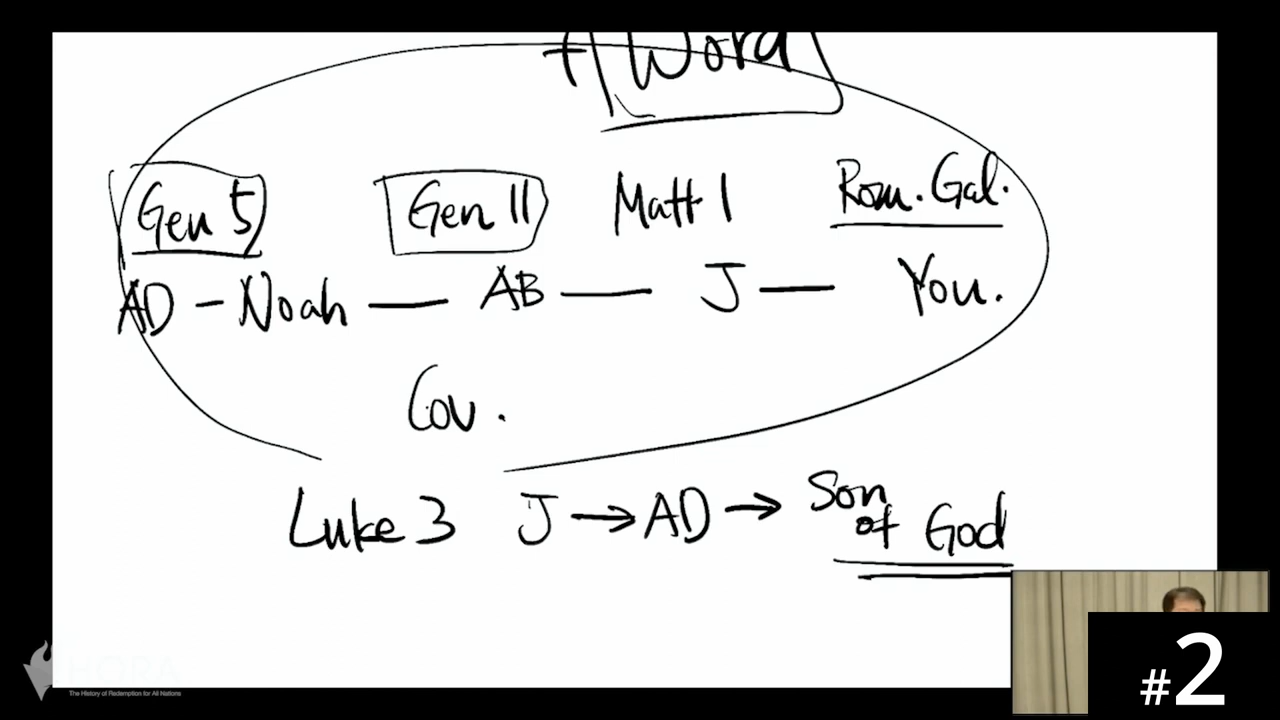 + Word
Gen 5 Gen 11 Matt 1 Rom. Gal.
AD - Noah — AB — J — You.
Cov.
Luke 3 J → AD → Son of God
HORA
The History of Redemption for All Nations
#2